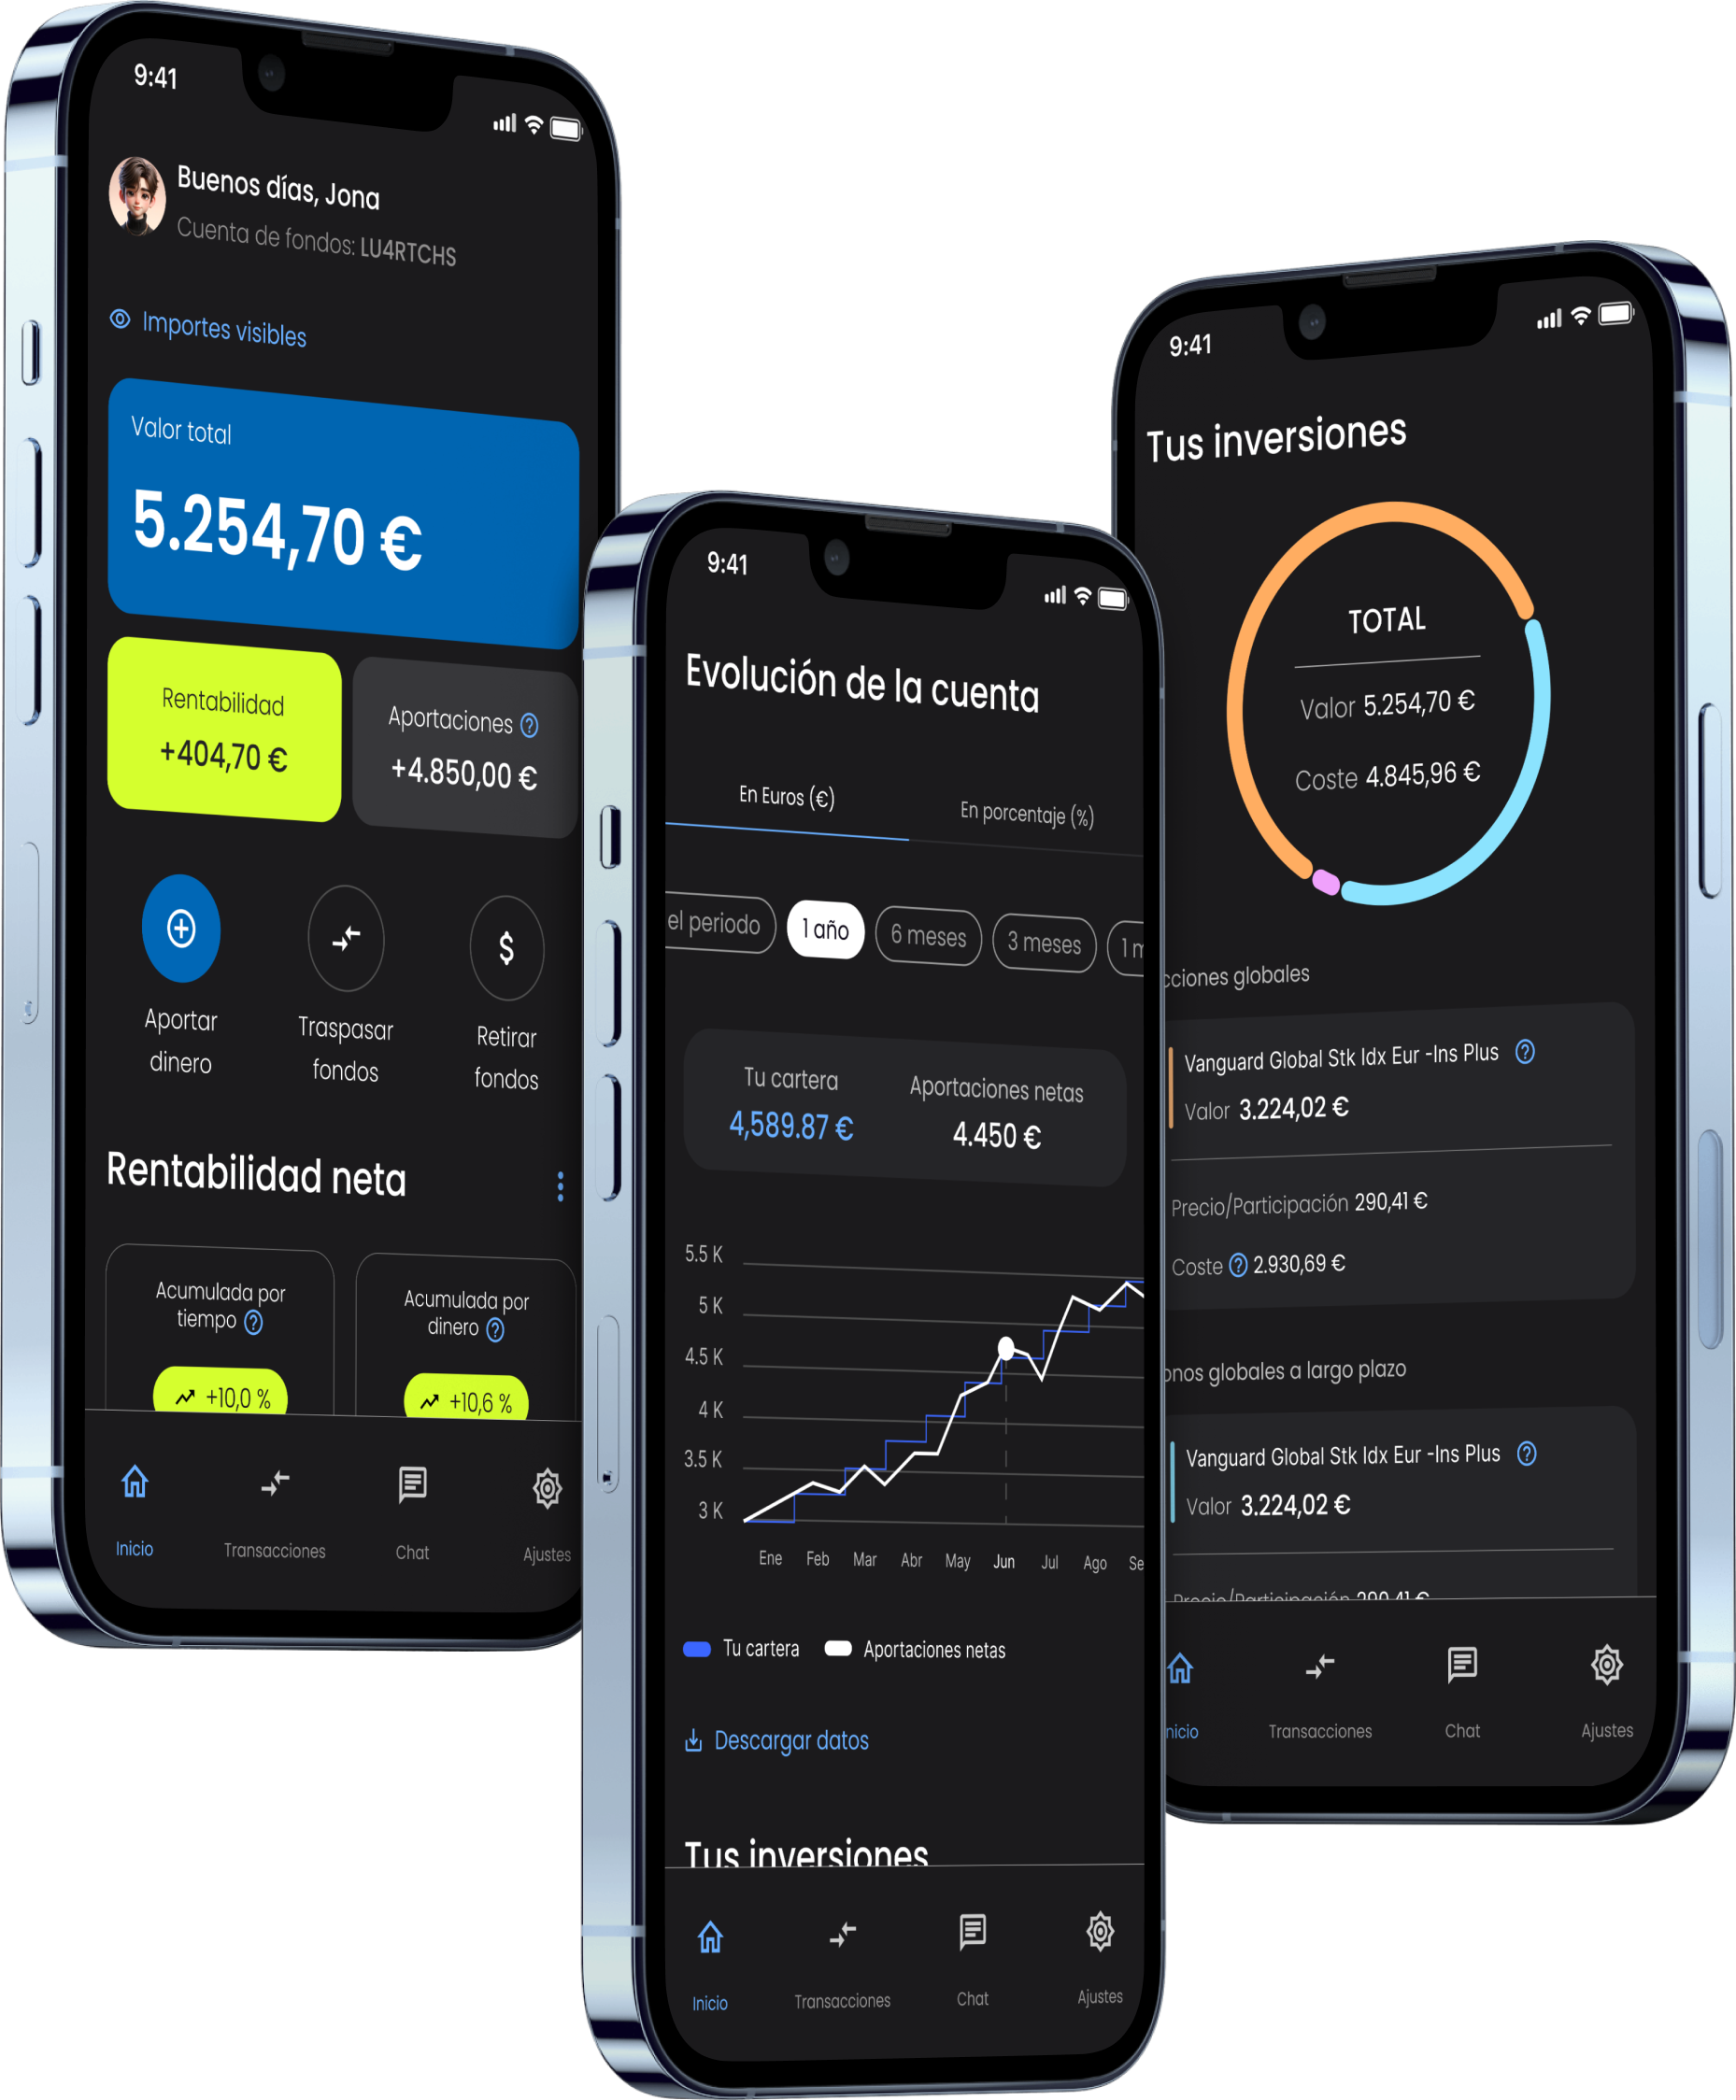 9:41
Buenos días, Jona
Cuenta de fondos: LU4RTCHS
Importes visibles
Valor total
5.254,70 €
Rentabilidad
+404,70 €
Aportaciones ?
+4.850,00 €
Aportar
dinero
Traspasar
fondos
$
Retirar
fondos
Rentabilidad neta
Acumulada por
tiempo ?
+10,0 %
Acumulada por
dinero ?
+10,6 %
Inicio
Transacciones
Chat
Ajustes
9:41
Evolución de la cuenta
En Euros (€)
En porcentaje (%)
el periodo
1 año
6 meses
3 meses
1 m
Tu cartera
4,589.87 €
Aportaciones netas
4.450 €
5.5 K
5 K
4.5 K
4 K
3.5 K
3 K
Ene Feb Mar Abr May Jun Jul Ago Se
Tu cartera
Aportaciones netas
Descargar datos
Tus inversiones
Inicio
Transacciones
Chat
Ajustes
9:41
Tus inversiones
TOTAL
Valor 5.254,70 €
Coste 4.845,96 €
cciones globales
Vanguard Global Stk Idx Eur -Ins Plus ?
Valor 3.224,02 €
Precio/Participación 290,41 €
Coste ? 2.930,69 €
onos globales a largo plazo
Vanguard Global Stk Idx Eur -Ins Plus ?
Valor 3.224,02 €
Precio/Participación 290,41 €
nicio
Transacciones
Chat
Ajustes